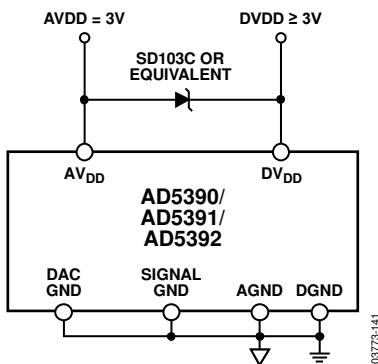 AVDD = 3V
DVDD ≥ 3V
SD103C OR
EQUIVALENT
AVDD
DVDD
AD5390/
AD5391/
AD5392
DAC
GND
SIGNAL
GND
AGND
DGND
03773-141